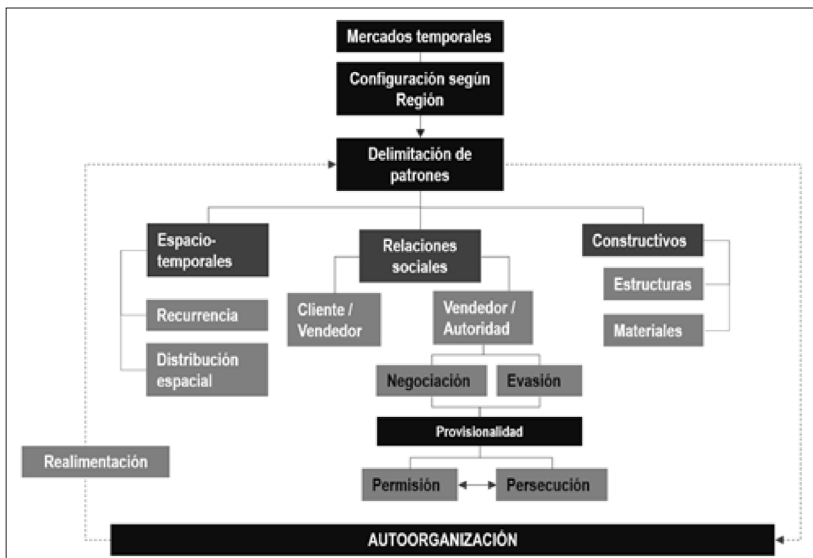 Mercados temporales
Configuración según
Región
Delimitación de
patrones
Espacio-
temporales
Relaciones
sociales
Constructivos
Recurrencia
Distribución
espacial
Cliente /
Vendedor
Vendedor /
Autoridad
Estructuras
Materiales
Negociación
Evasión
Provisionalidad
Permisión
Persecución
Realimentación
AUTOORGANIZACIÓN